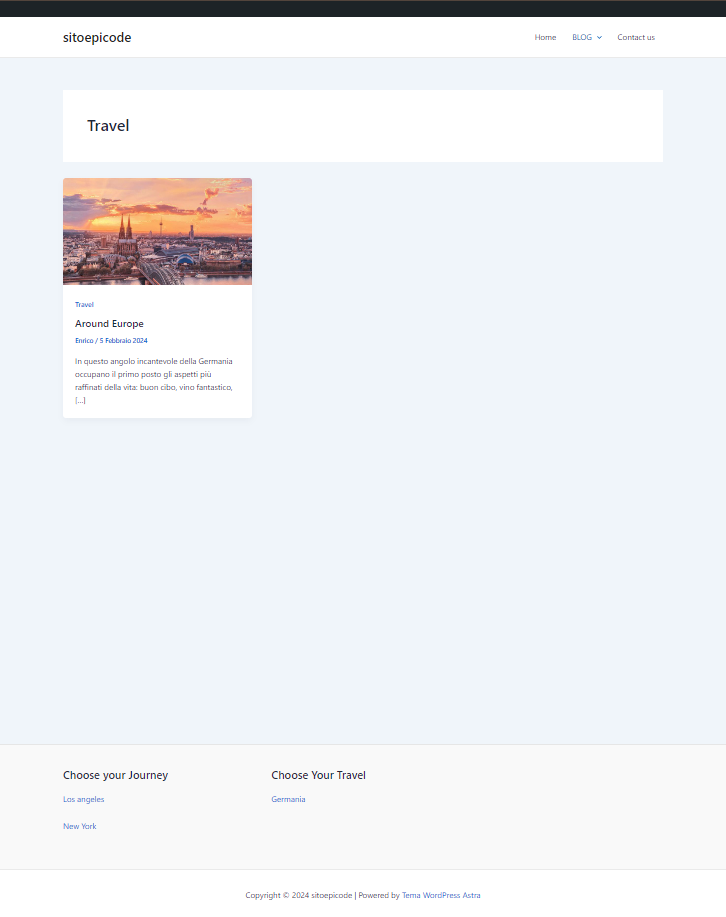 sitoepicode
Home BLOG Contact us
Travel
Travel
Around Europe
Enrico / 5 Febbraio 2024
In questo angolo incantevole della Germania
occupano il primo posto gli aspetti più
raffinati della vita: buon cibo, vino fantastico,
[…]
Choose your Journey
Los angeles
New York
Choose Your Travel
Germania
Copyright © 2024 sitoepicode | Powered by Tema WordPress Astra